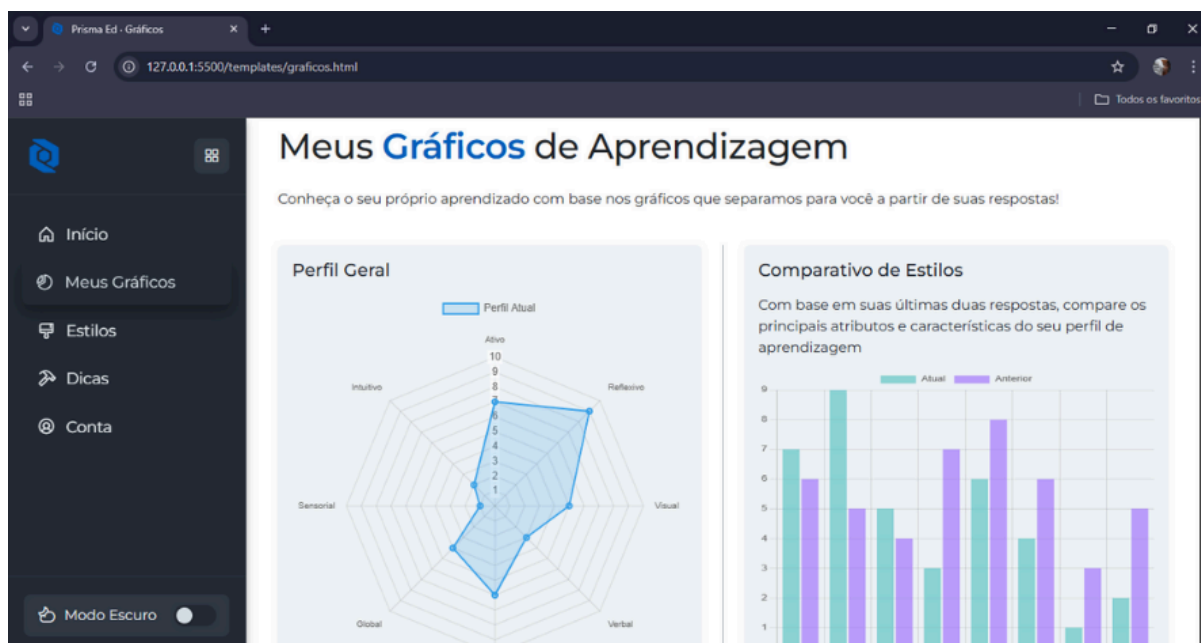 Prisma Ed - Gráficos
127.0.0.1:5500/templates/graficos.html
Todos os favoritos
Início
Meus Gráficos
Estilos
Dicas
Conta
Modo Escuro
Meus Gráficos de Aprendizagem
Conheça o seu próprio aprendizado com base nos gráficos que separamos para você a partir de suas respostas!
Perfil Geral
Perfil Atual
Ativo
10
9
8
7
6
5
4
3
2
1
Intuitivo
Reflexivo
Sensorial
Visual
Global
Verbal
Comparativo de Estilos
Com base em suas últimas duas respostas, compare os
principais atributos e características do seu perfil de
aprendizagem
Atual Anterior
9
8
7
6
5
4
3
2
1